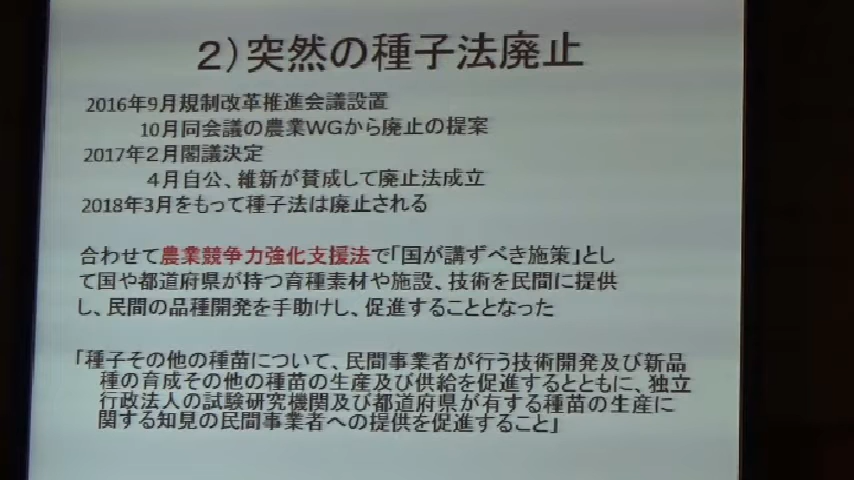 ２）突然の種子法廃止
2016年9月規制改革推進会議設置
10月同会議の農業WGから廃止の提案
2017年２月閣議決定
４月自公、維新が賛成して廃止法成立
2018年3月をもって種子法は廃止される
合わせて農業競争力強化支援法で「国が講ずべき施策」とし
て国や都道府県が持つ育種素材や施設、技術を民間に提供
し、民間の品種開発を手助けし、促進することとなった
「種子その他の種苗について、民間事業者が行う技術開発及び新品
種の育成その他の種苗の生産及び供給を促進するとともに、独立
行政法人の試験研究機関及び都道府県が有する種苗の生産に
関する知見の民間事業者への提供を促進すること」